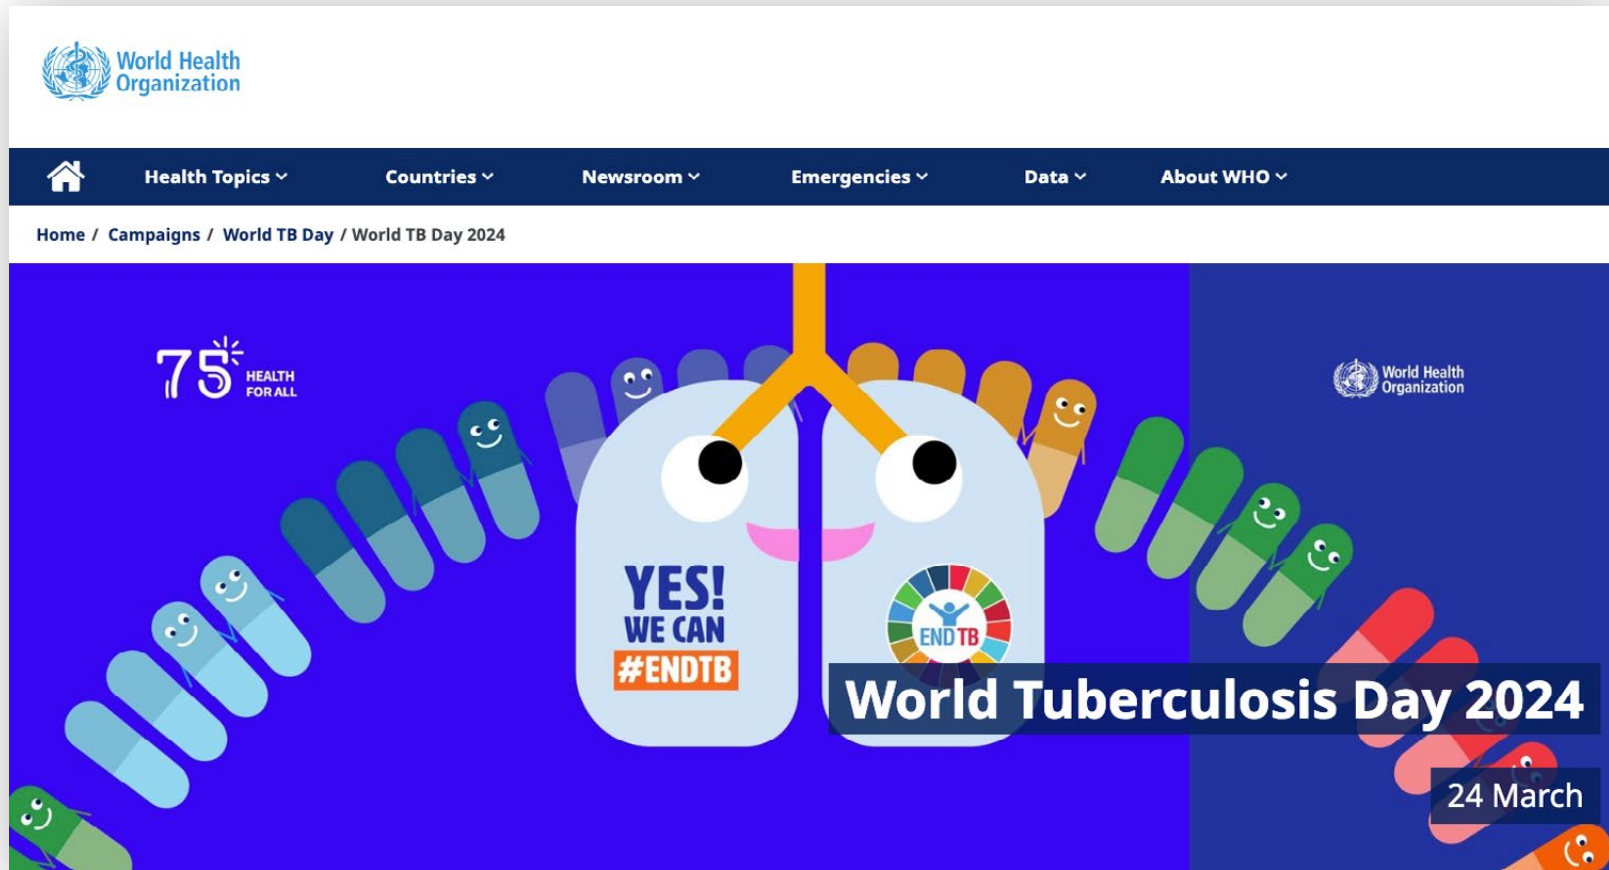 World Health
Organization
Health Topics
Countries
Newsroom
Emergencies
Data
About WHO
Home / Campaigns / World TB Day / World TB Day 2024
75 HEALTH
FOR ALL
World Health
Organization
YES!
WE CAN
#ENDTB
END TB
World Tuberculosis Day 2024
24 March